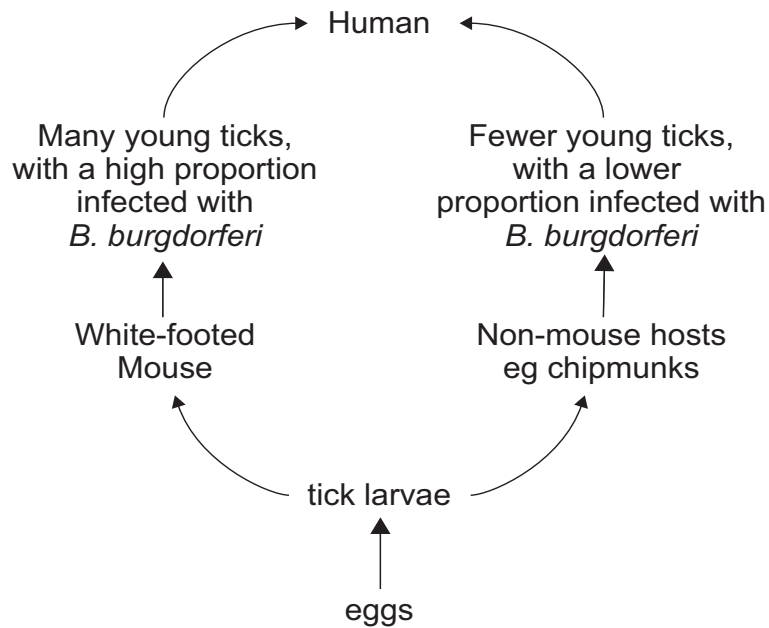 Human
Many young ticks,
with a high proportion
infected with
B. burgdorferi
Fewer young ticks,
with a lower
proportion infected with
B. burgdorferi
White-footed
Mouse
Non-mouse hosts
eg chipmunks
tick larvae
eggs